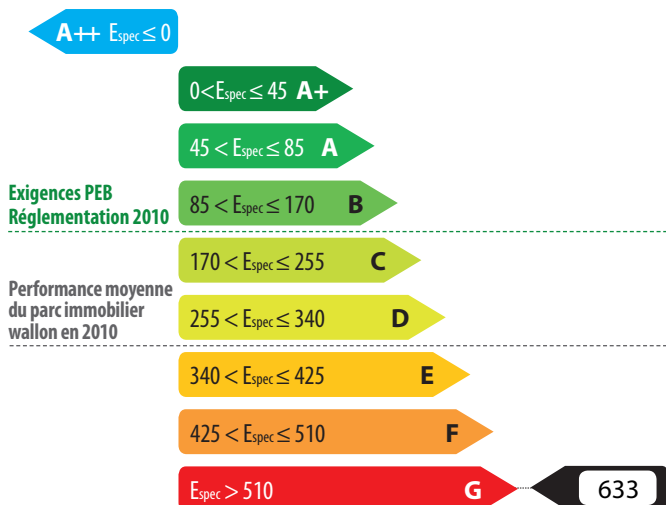 A++ Espec ≤ 0
0 < Espec ≤ 45 A+
45 < Espec ≤ 85 A
Exigences PEB
Réglementation 2010
85 < Espec ≤ 170 B
170 < Espec ≤ 255 C
Performance moyenne
du parc immobilier
wallon en 2010
255 < Espec ≤ 340 D
340 < Espec ≤ 425 E
425 < Espec ≤ 510 F
Espec > 510 G 633